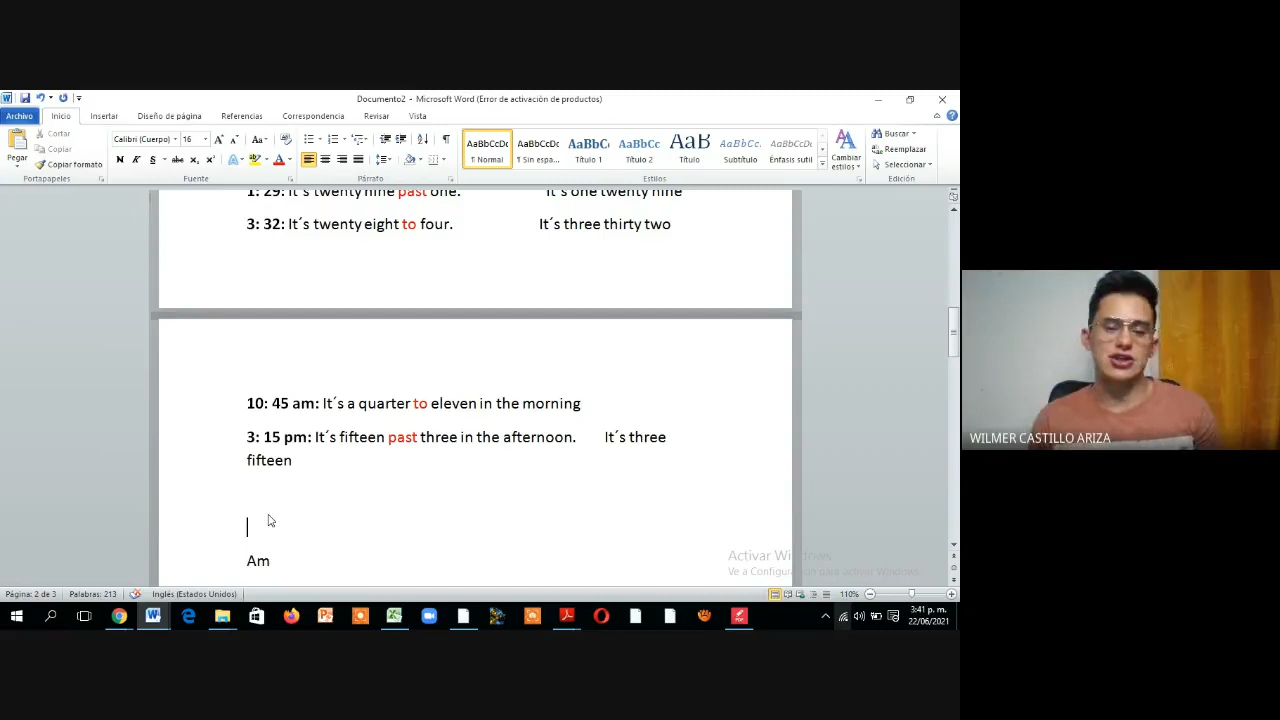 Documento2 - Microsoft Word (Error de activación de productos)
Archivo Inicio Insertar Diseño de página Referencias Correspondencia Revisar Vista
Pegar
Cortar
Copiar
Copiar formato
Portapapeles
Calibri (Cuerpo) 16
Fuente
Párrafo
AaBbCcDc AaBbCcDc AaBbC AaBbCc AaB AaBbCc. AaBbCcDc
¶ Normal ¶ Sin espa... Título 1 Título 2 Título Subtítulo Énfasis sutil
Estilos
Cambiar estilos
Buscar
Reemplazar
Seleccionar
Edición
1: 29: It´s twenty nine past one. It´s one twenty nine
3: 32: It´s twenty eight to four. It´s three thirty two
10: 45 am: It´s a quarter to eleven in the morning
3: 15 pm: It´s fifteen past three in the afternoon. It´s three
fifteen
Am
Activar Windows
Ve a Configuración para activar Windows.
Página: 2 de 3 Palabras: 213 Inglés (Estados Unidos) 110%
3:41 p. m.
22/06/2021
WILMER CASTILLO ARIZA